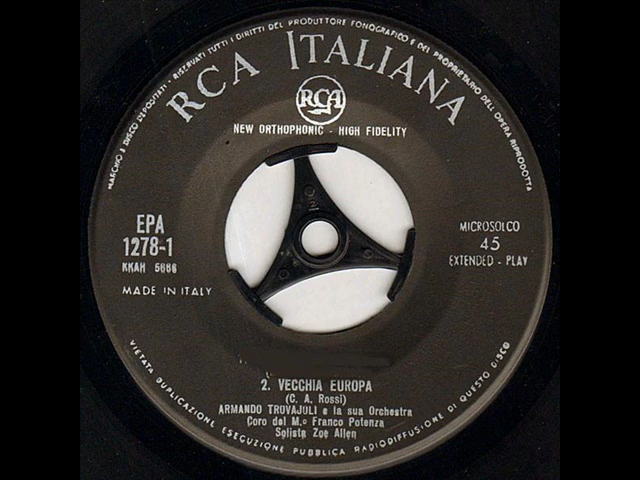 MARCHIO E DISCO DEPOSITATI - RISERVATI TUTTI I DIRITTI DEL PRODUTTORE FONOGRAFICO E DEL PROPRIETARIO DELL'OPERA RIPRODOTTA
RCA ITALIANA
RCA
NEW ORTHOPHONIC - HIGH FIDELITY
EPA
1278-1
KKAH 5666
MADE IN ITALY
MICROSOLCO
45
EXTENDED - PLAY
2. VECCHIA EUROPA
(C. A. Rossi)
ARMANDO TROVAJOLI e la sua Orchestra
Coro del M.o Franco Potenza
Solista Zoe Allen
VIETATA DUPLICAZIONE ESECUZIONE PUBBLICA RADIODIFFUSIONE DI QUESTO DISCO